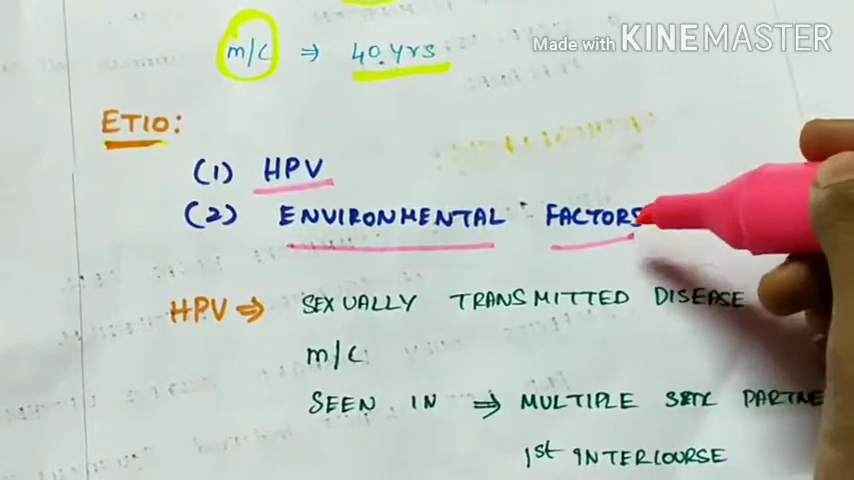 Made with KINEMASTER
m/c ⇒ 40 yrs
ETIO:
(1) HPV
(2) ENVIRONMENTAL FACTORS
HPV ⇒ SEXUALLY TRANSMITTED DISEASE
m/c
SEEN IN ⇒ MULTIPLE PARTNE
1st INTERCOURSE